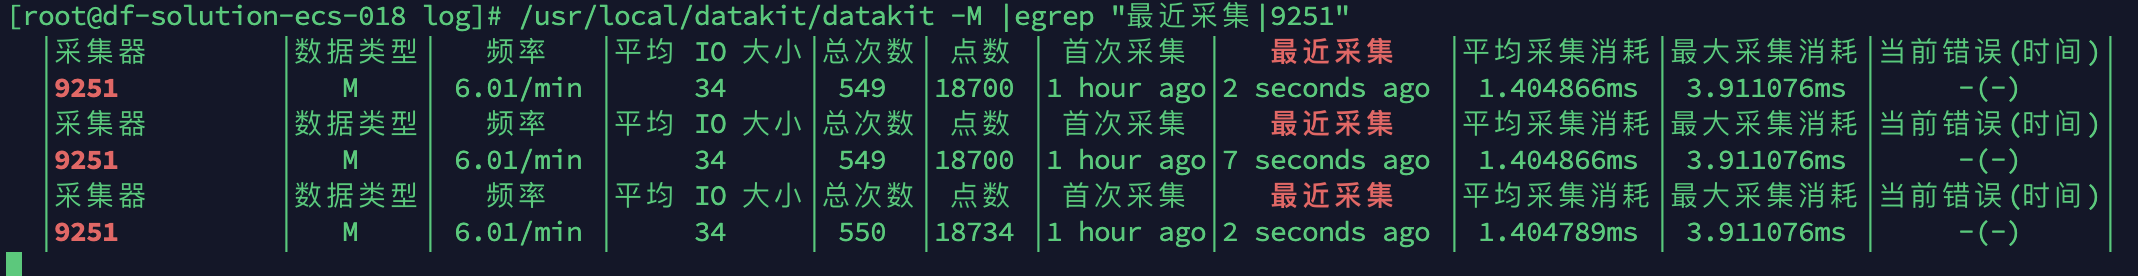 [root@df-solution-ecs-018 log]# /usr/local/datakit/datakit -M |egrep "最近采集|9251"
|采集器|数据类型|频率|平均 IO 大小|总次数|点数|首次采集|最近采集|平均采集消耗|最大采集消耗|当前错误(时间)|
|9251|M|6.01/min|34|549|18700|1 hour ago|2 seconds ago|1.404866ms|3.911076ms|-(-)|
|采集器|数据类型|频率|平均 IO 大小|总次数|点数|首次采集|最近采集|平均采集消耗|最大采集消耗|当前错误(时间)|
|9251|M|6.01/min|34|549|18700|1 hour ago|7 seconds ago|1.404866ms|3.911076ms|-(-)|
|采集器|数据类型|频率|平均 IO 大小|总次数|点数|首次采集|最近采集|平均采集消耗|最大采集消耗|当前错误(时间)|
|9251|M|6.01/min|34|550|18734|1 hour ago|2 seconds ago|1.404789ms|3.911076ms|-(-)|